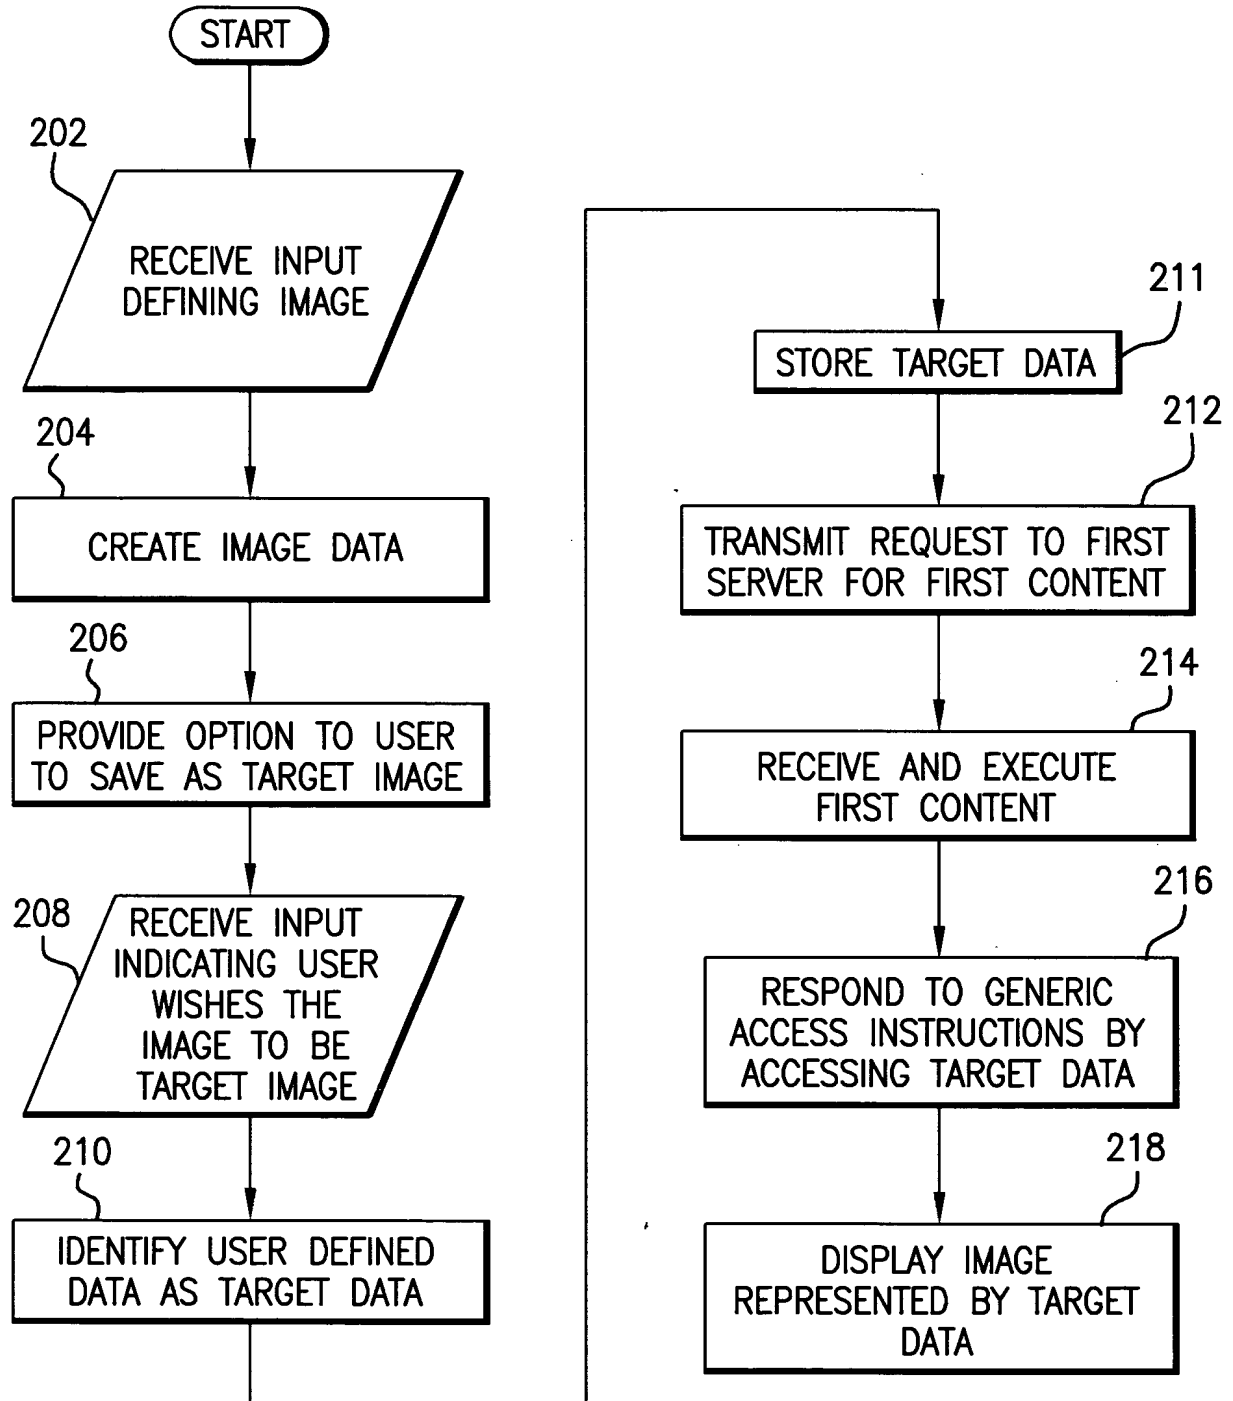 START
202
RECEIVE INPUT
DEFINING IMAGE
204
CREATE IMAGE DATA
206
PROVIDE OPTION TO USER
TO SAVE AS TARGET IMAGE
208
RECEIVE INPUT
INDICATING USER
WISHES THE
IMAGE TO BE
TARGET IMAGE
210
IDENTIFY USER DEFINED
DATA AS TARGET DATA
211
STORE TARGET DATA
212
TRANSMIT REQUEST TO FIRST
SERVER FOR FIRST CONTENT
214
RECEIVE AND EXECUTE
FIRST CONTENT
216
RESPOND TO GENERIC
ACCESS INSTRUCTIONS BY
ACCESSING TARGET DATA
218
DISPLAY IMAGE
REPRESENTED BY TARGET
DATA